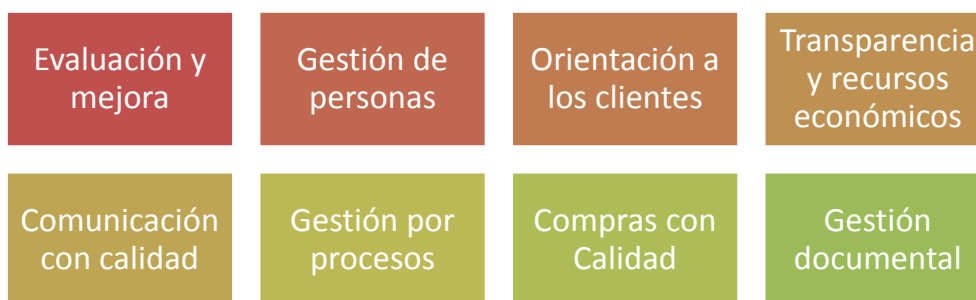 Evaluación y
mejora
Gestión de
personas
Orientación a
los clientes
Transparencia
y recursos
económicos
Comunicación
con calidad
Gestión por
procesos
Compras con
Calidad
Gestión
documental